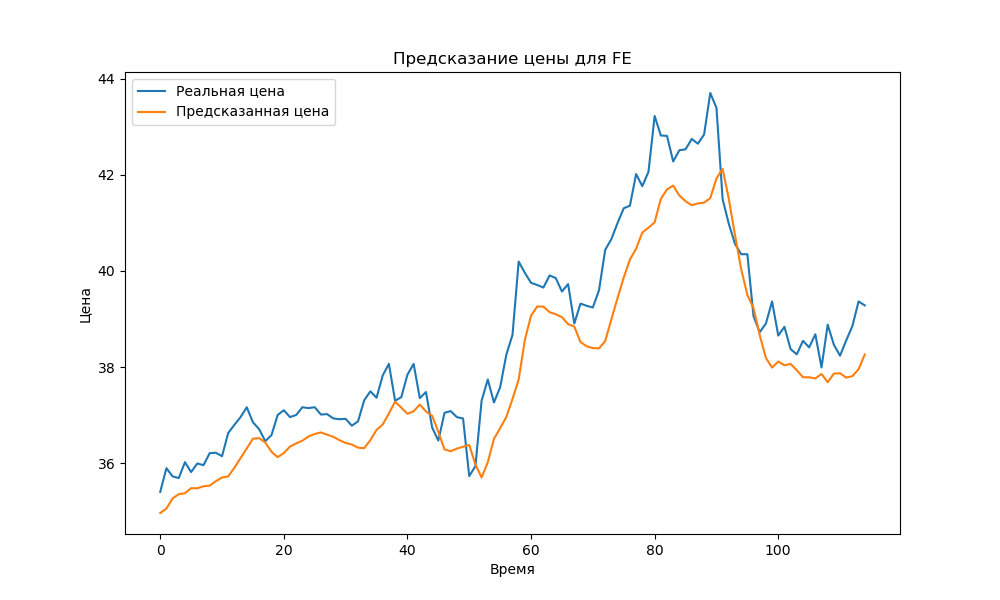 Предсказание цены для FE
Реальная цена
Предсказанная цена
44
42
40
38
36
Цена
0 20 40 60 80 100
Время